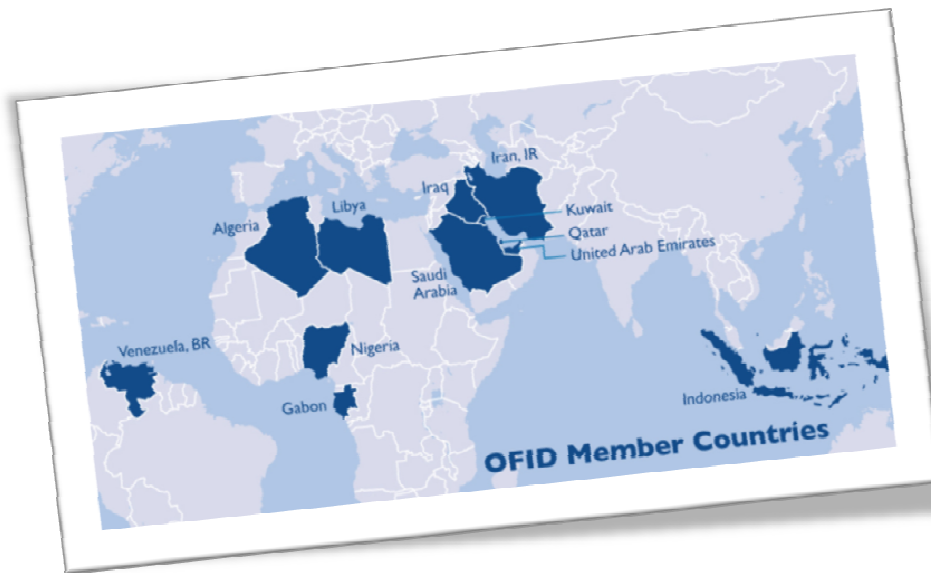 Iran, IR
Iraq
Kuwait
Libya
Algeria
Qatar
United Arab Emirates
Saudi
Arabia
Venezuela, BR
Nigeria
Gabon
Indonesia
OFID Member Countries